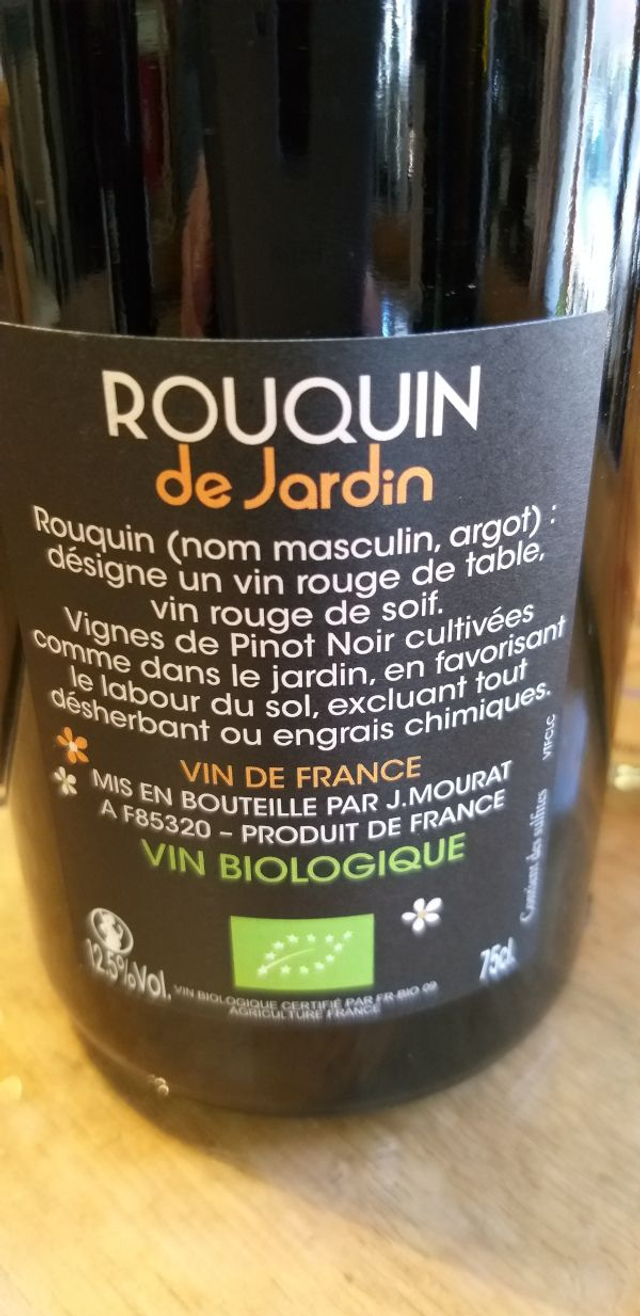 ROUQUIN
de Jardin
Rouquin (nom masculin, argot) :
désigne un vin rouge de table,
vin rouge de soif.
Vignes de Pinot Noir cultivées
comme dans le jardin, en favorisant
le labour du sol, excluant tout
désherbant ou engrais chimiques.
VIN DE FRANCE
MIS EN BOUTEILLE PAR J.MOURAT
A F85320 – PRODUIT DE FRANCE
VIN BIOLOGIQUE
12.5%Vol.
75cl
VIN BIOLOGIQUE CERTIFIÉ PAR FR-BIO 09
AGRICULTURE FRANCE
Contient des sulfites
VTFCLC